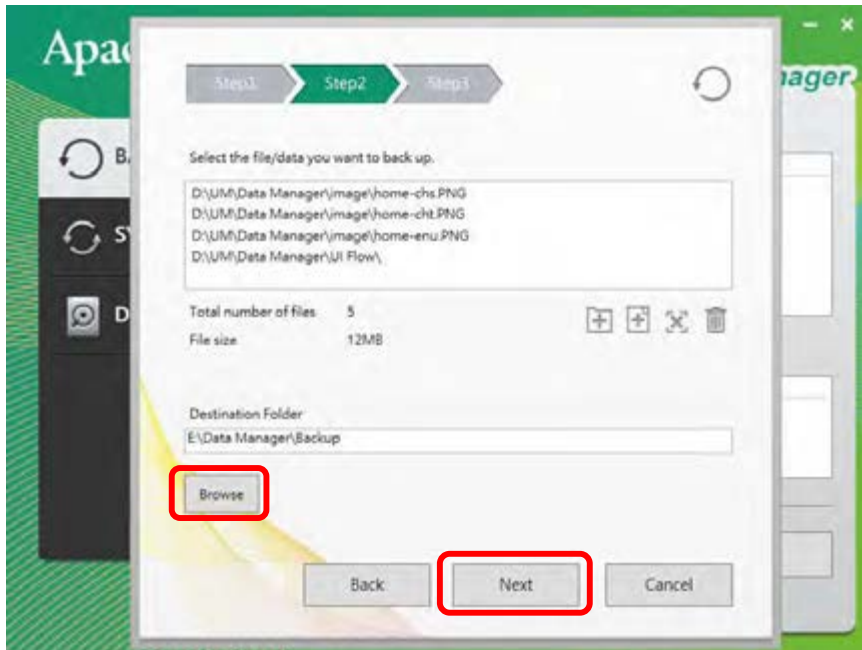 Apac
Step1 Step2 Step3
ager
B
Select the file/data you want to back up.
D:\UM\Data Manager\image\home-chs.PNG
D:\UM\Data Manager\image\home-cht.PNG
SY
D:\UM\Data Manager\image\home-enu.PNG
D:\UM\Data Manager\UI Flow\
D
Total number of files 5
File size 12MB
Destination Folder
E:\Data Manager\Backup
Browse
Back Next Cancel